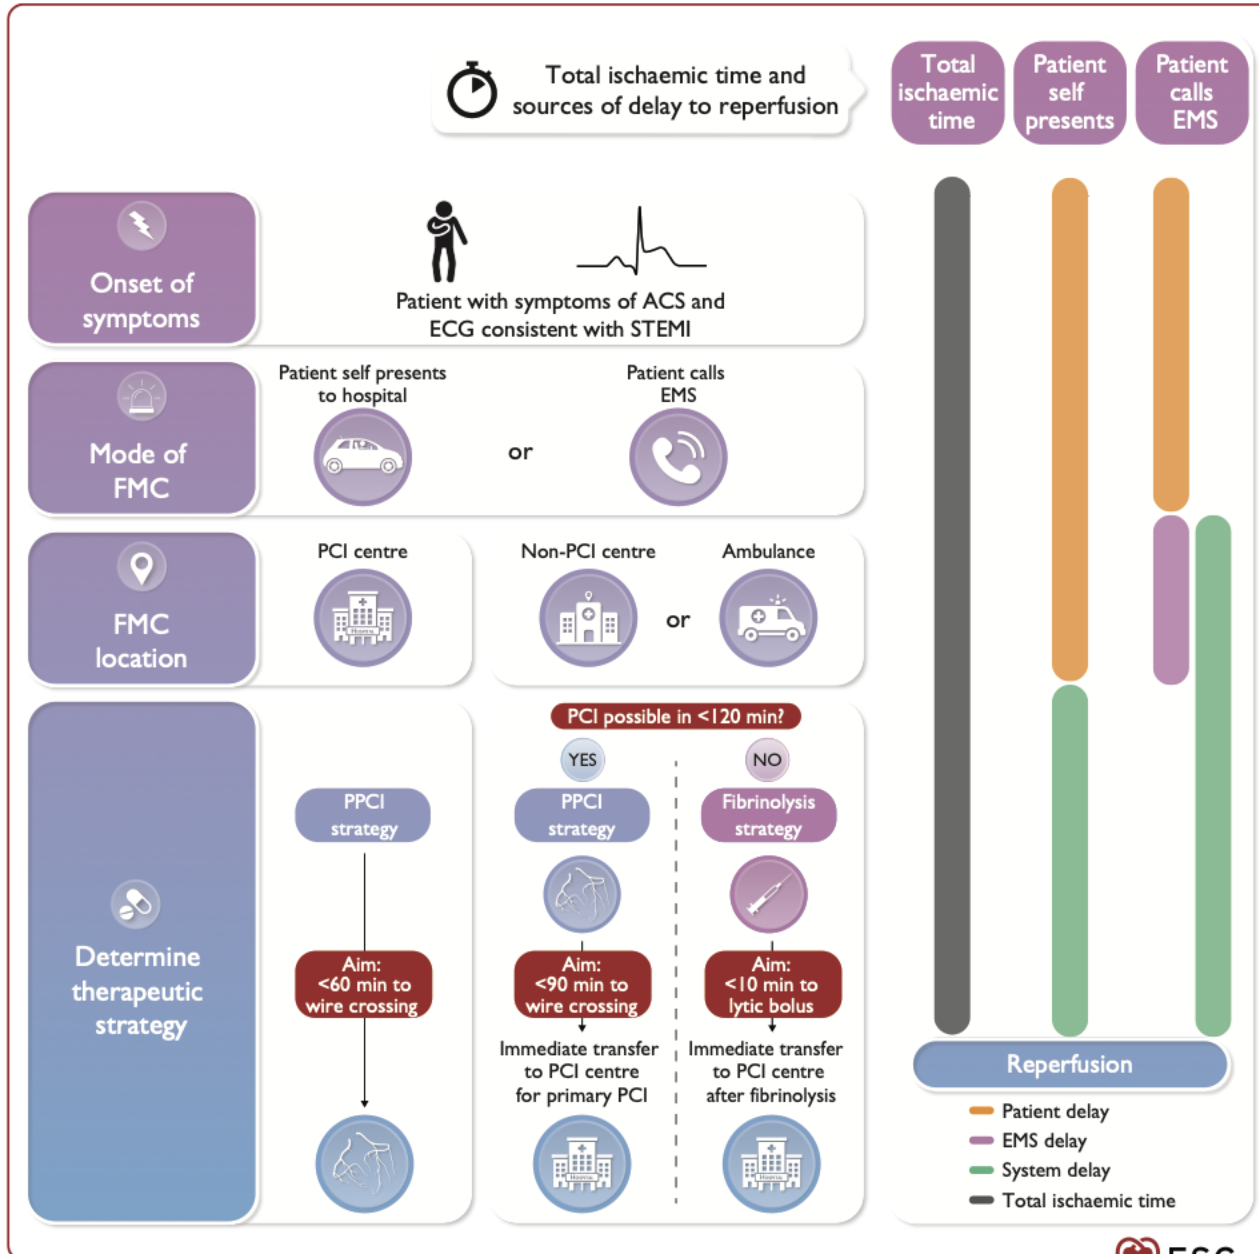 Total ischaemic time and
sources of delay to reperfusion
Total
ischaemic
time
Patient
self
presents
Patient
calls
EMS
Onset of
symptoms
Patient with symptoms of ACS and
ECG consistent with STEMI
Mode of
FMC
Patient self presents
to hospital
or
Patient calls
EMS
FMC
location
PCI centre
HOSPITAL
Non-PCI centre
or
Ambulance
Determine
therapeutic
strategy
PPCI
strategy
Aim:
<60 min to
wire crossing
PCI possible in <120 min?
YES
PPCI
strategy
Aim:
<90 min to
wire crossing
Immediate transfer
to PCI centre
for primary PCI
HOSPITAL
NO
Fibrinolysis
strategy
Aim:
<10 min to
lytic bolus
Immediate transfer
to PCI centre
after fibrinolysis
HOSPITAL
Reperfusion
Patient delay
EMS delay
System delay
Total ischaemic time